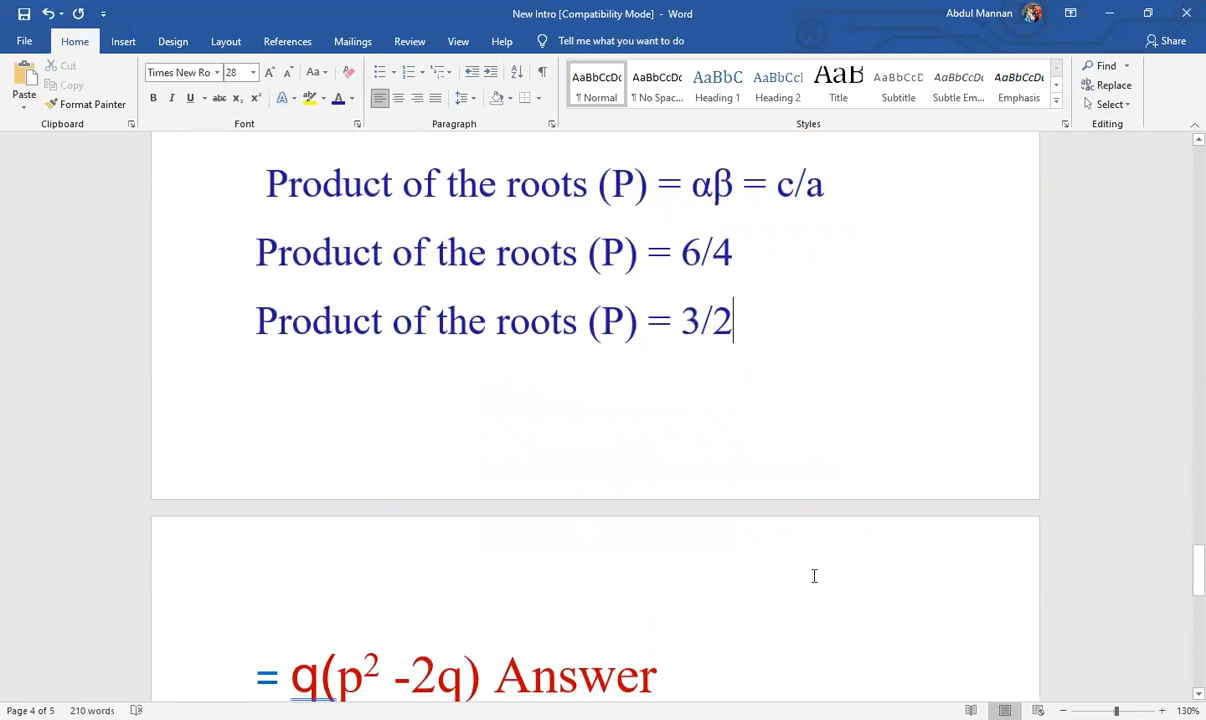 New Intro [Compatibility Mode] - Word
Abdul Mannan
File Home Insert Design Layout References Mailings Review View Help Tell me what you want to do Share
Paste
Cut
Copy
Format Painter
Clipboard
Times New Ro 28
Font
Paragraph
AaBbCcDc AaBbCcDc AaBbC AaBbCcI AaB AaBbCcD AaBbCcDc AaBbCcDc
¶ Normal ¶ No Spac... Heading 1 Heading 2 Title Subtitle Subtle Em... Emphasis
Styles
Find
Replace
Select
Editing
Product of the roots (P) = αβ = c/a
Product of the roots (P) = 6/4
Product of the roots (P) = 3/2
= q(p² -2q) Answer
Page 4 of 5 210 words 130%